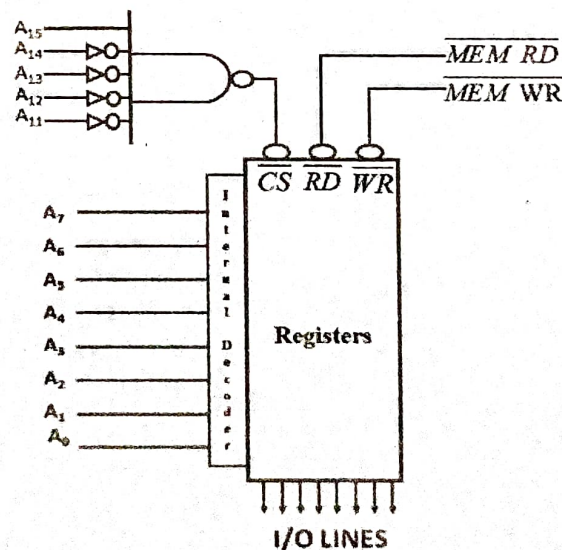 A₁₅
A₁₄
A₁₃
A₁₂
A₁₁
MEM RD
MEM WR
CS RD WR
A₇
A₆
A₅
A₄
A₃
A₂
A₁
A₀
Internal Decoder
Registers
I/O LINES